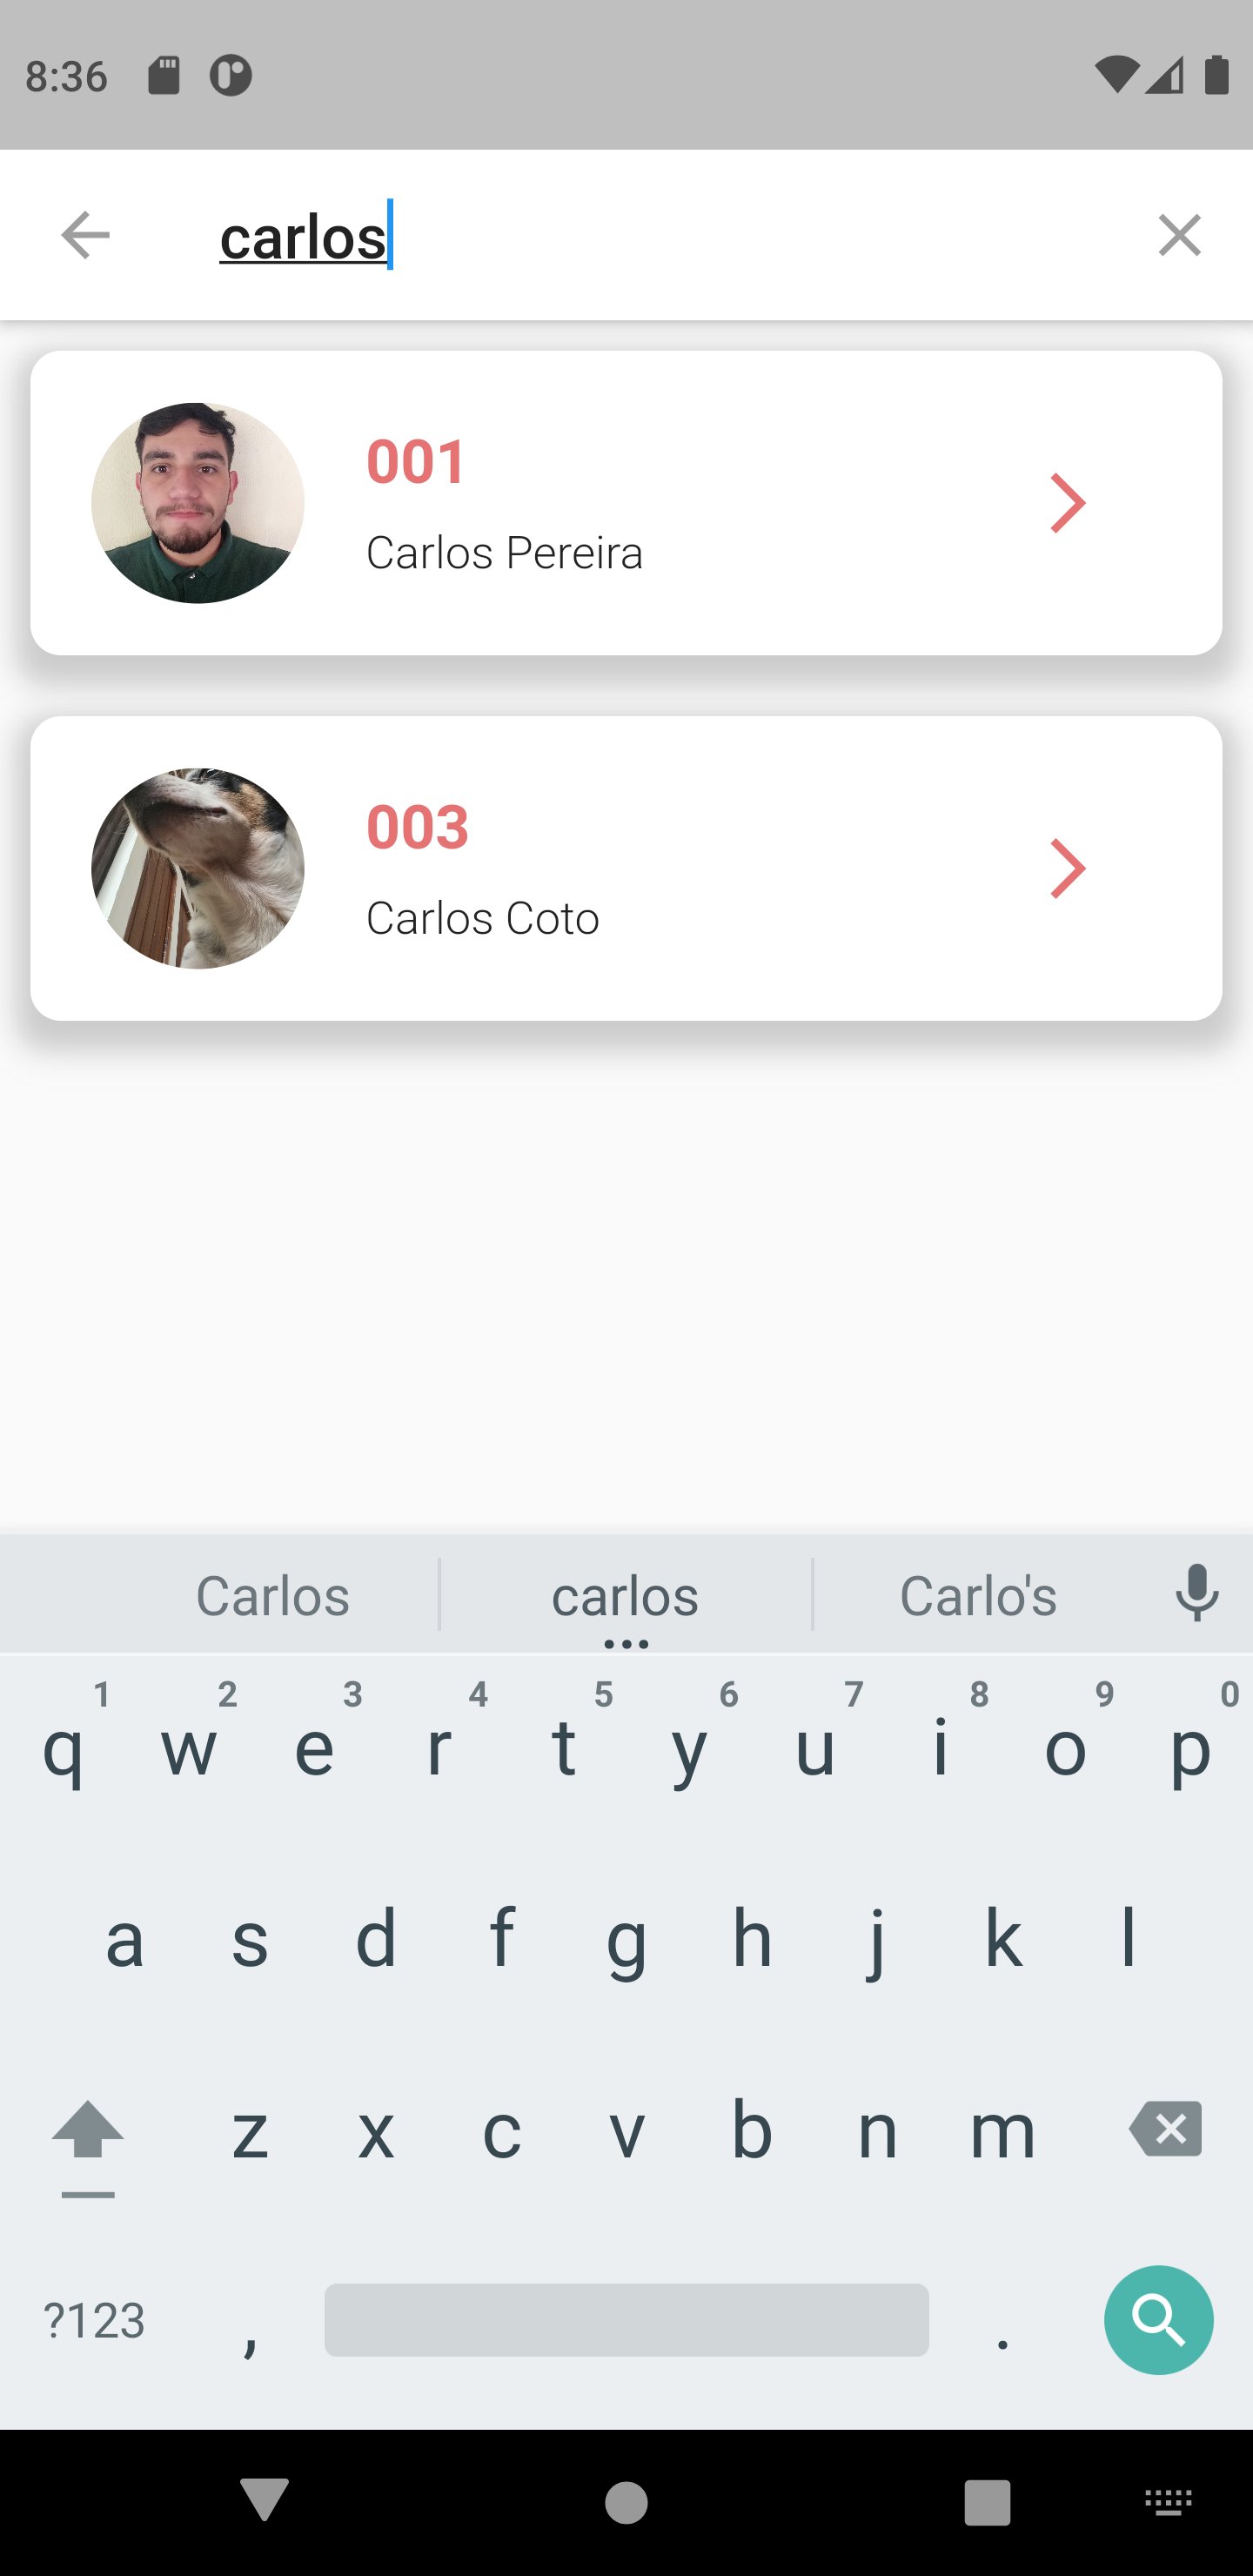 8:36
carlos
001
Carlos Pereira
003
Carlos Coto
Carlos carlos Carlo's
1 2 3 4 5 6 7 8 9 0
q w e r t y u i o p
a s d f g h j k l
z x c v b n m
?123 , .